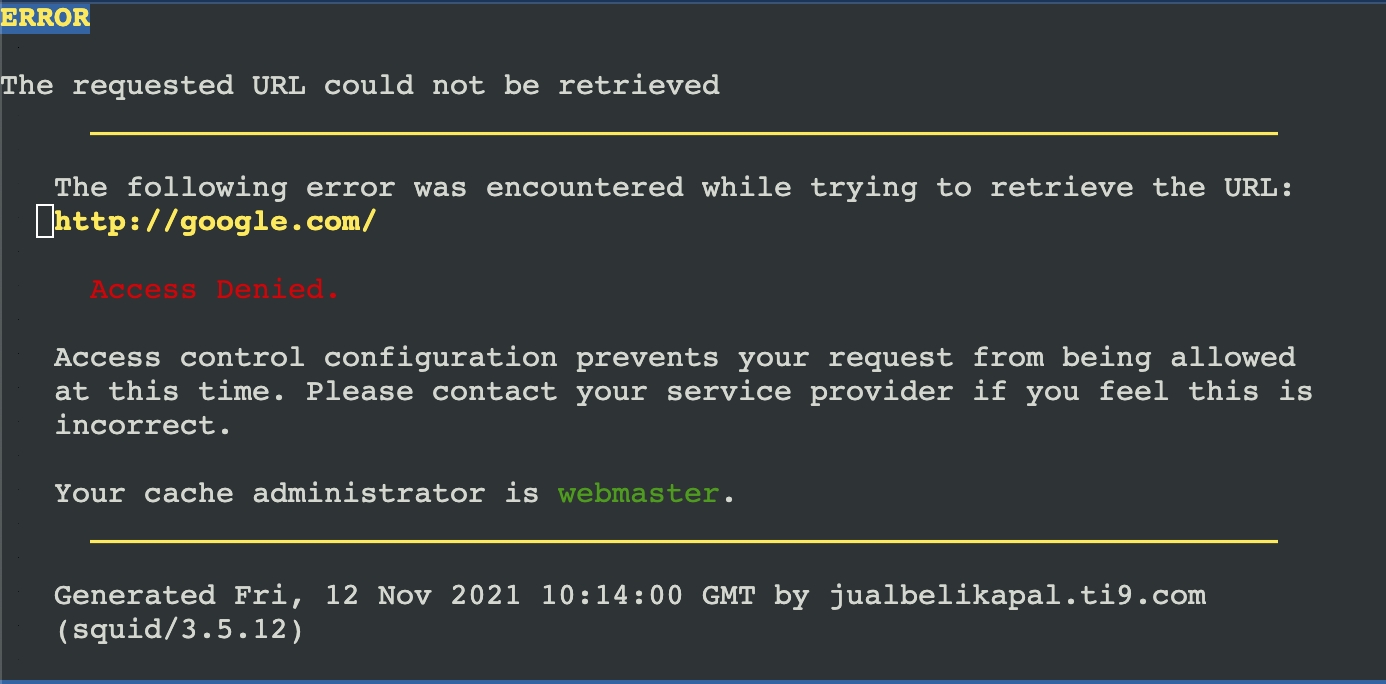 ERROR
The requested URL could not be retrieved
The following error was encountered while trying to retrieve the URL:
http://google.com/
Access Denied.
Access control configuration prevents your request from being allowed
at this time. Please contact your service provider if you feel this is
incorrect.
Your cache administrator is webmaster.
Generated Fri, 12 Nov 2021 10:14:00 GMT by jualbelikapal.ti9.com
(squid/3.5.12)